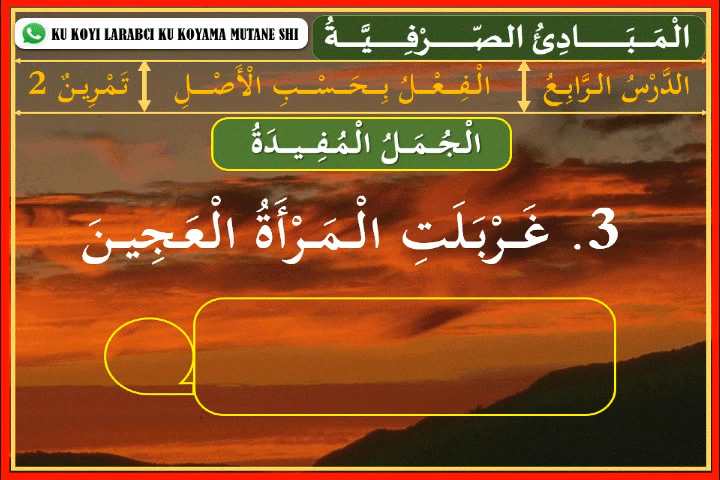 الْمَبَادِئُ الصَّرْفِيَّةُ
KU KOYI LARABCI KU KOYAMA MUTANE SHI
الدَّرْسُ الرَّابِعُ
الْفِعْلُ بِحَسْبِ الْأَصْلِ
تَمْرِينٌ 2
الْجُمَلُ الْمُفِيدَةُ
3. غَرْبَلَتِ الْمَرْأَةُ الْعَجِينَ